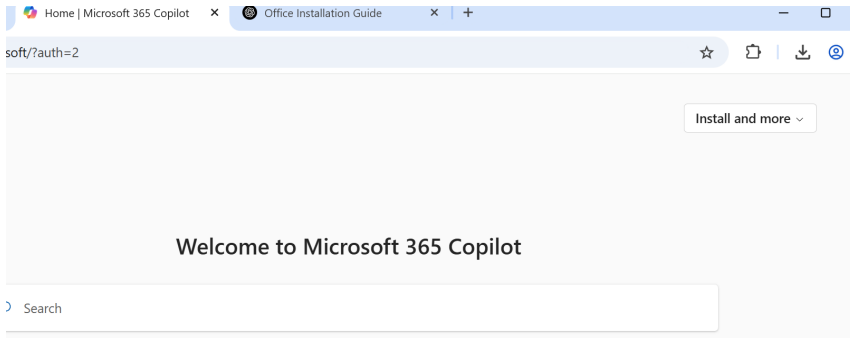 Home | Microsoft 365 Copilot
Office Installation Guide
soft/?auth=2
Install and more
Welcome to Microsoft 365 Copilot
Search